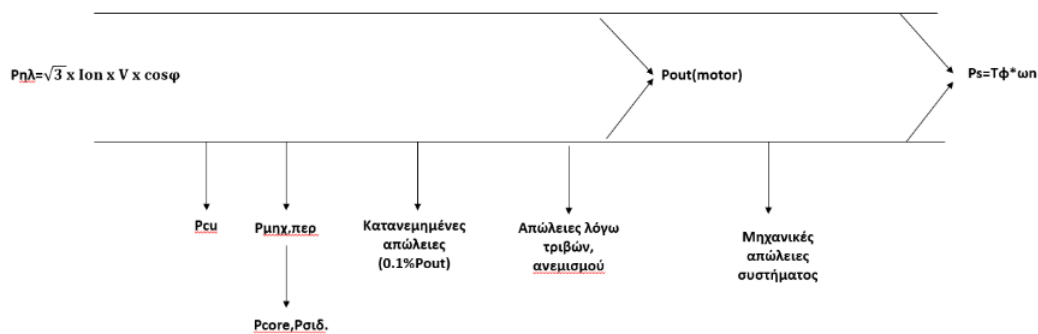 Pηλ=√3 x Ion x V x cosφ
Pout(motor)
Ps=Tφ*ωn
Pcu
Pμηχ,περ
Κατανεμημένες
απώλειες
(0.1%Pout)
Απώλειες λόγω
τριβών,
ανεμισμού
Μηχανικές
απώλειες
συστήματος
Pcore,Pσιδ.